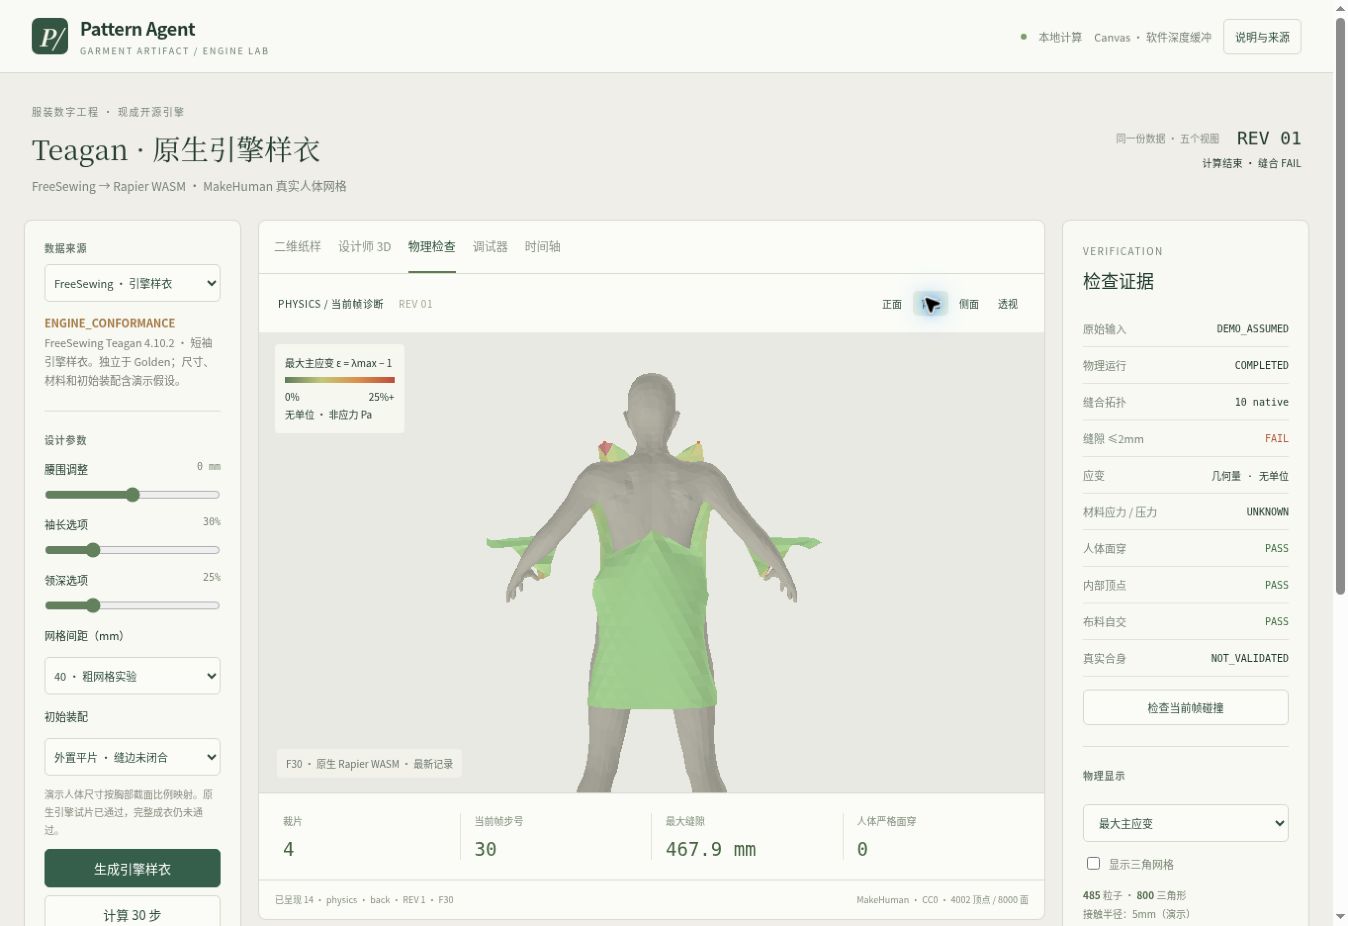 P/
Pattern Agent
GARMENT ARTIFACT / ENGINE LAB
本地计算
Canvas · 软件深度缓冲
说明与来源
服装数字工程 · 现成开源引擎
Teagan · 原生引擎样衣
FreeSewing → Rapier WASM · MakeHuman 真实人体网格
同一份数据 · 五个视图 REV 01
计算结束 · 缝合 FAIL
数据来源
FreeSewing · 引擎样衣
ENGINE_CONFORMANCE
FreeSewing Teagan 4.10.2 · 短袖
引擎样衣。独立于 Golden；尺寸、
材料和初始装配含演示假设。
设计参数
腰围调整 0 mm
袖长选项 30%
领深选项 25%
网格间距（mm）
40 · 粗网格实验
初始装配
外置平片 · 缝边未闭合
演示人体尺寸按胸部截面比例映射。原
生引擎试片已通过，完整成衣仍未通
过。
生成引擎样衣
计算 30 步
二维纸样 设计师 3D 物理检查 调试器 时间轴
PHYSICS / 当前帧诊断 REV 01
正面 侧面 透视
最大主应变 ε = λmax − 1
0% 25%+
无单位 · 非应力 Pa
F30 · 原生 Rapier WASM · 最新记录
裁片
4
当前帧步号
30
最大缝隙
467.9 mm
人体严格面穿
0
已呈现 14 · physics · back · REV 1 · F30
MakeHuman · CC0 · 4002 顶点 / 8000 面
VERIFICATION
检查证据
原始输入 DEMO_ASSUMED
物理运行 COMPLETED
缝合拓扑 10 native
缝隙 ≤2mm FAIL
应变 几何量 · 无单位
材料应力 / 压力 UNKNOWN
人体面穿 PASS
内部顶点 PASS
布料自交 PASS
真实合身 NOT_VALIDATED
检查当前帧碰撞
物理显示
最大主应变
显示三角网格
485 粒子 · 800 三角形
接触半径：5mm（演示）